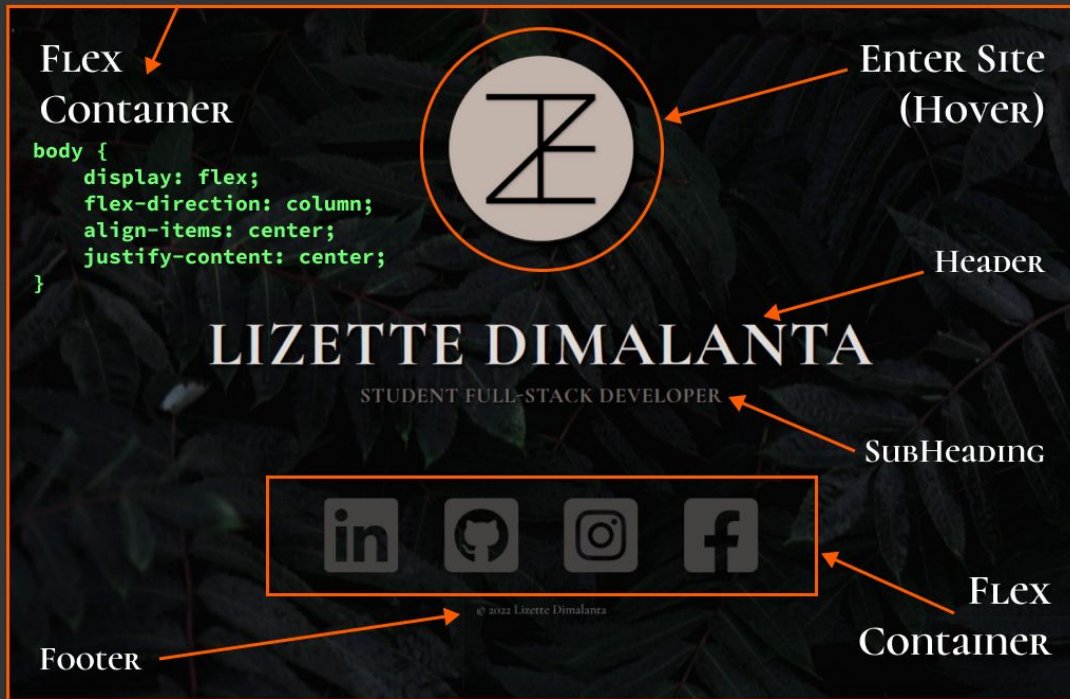 Flex
Container
body {
    display: flex;
    flex-direction: column;
    align-items: center;
    justify-content: center;
}
Enter Site
(Hover)
Header
LIZETTE DIMALANTA
STUDENT FULL-STACK DEVELOPER
SubHeading
in
Flex
Container
© 2022 Lizette Dimalanta
Footer